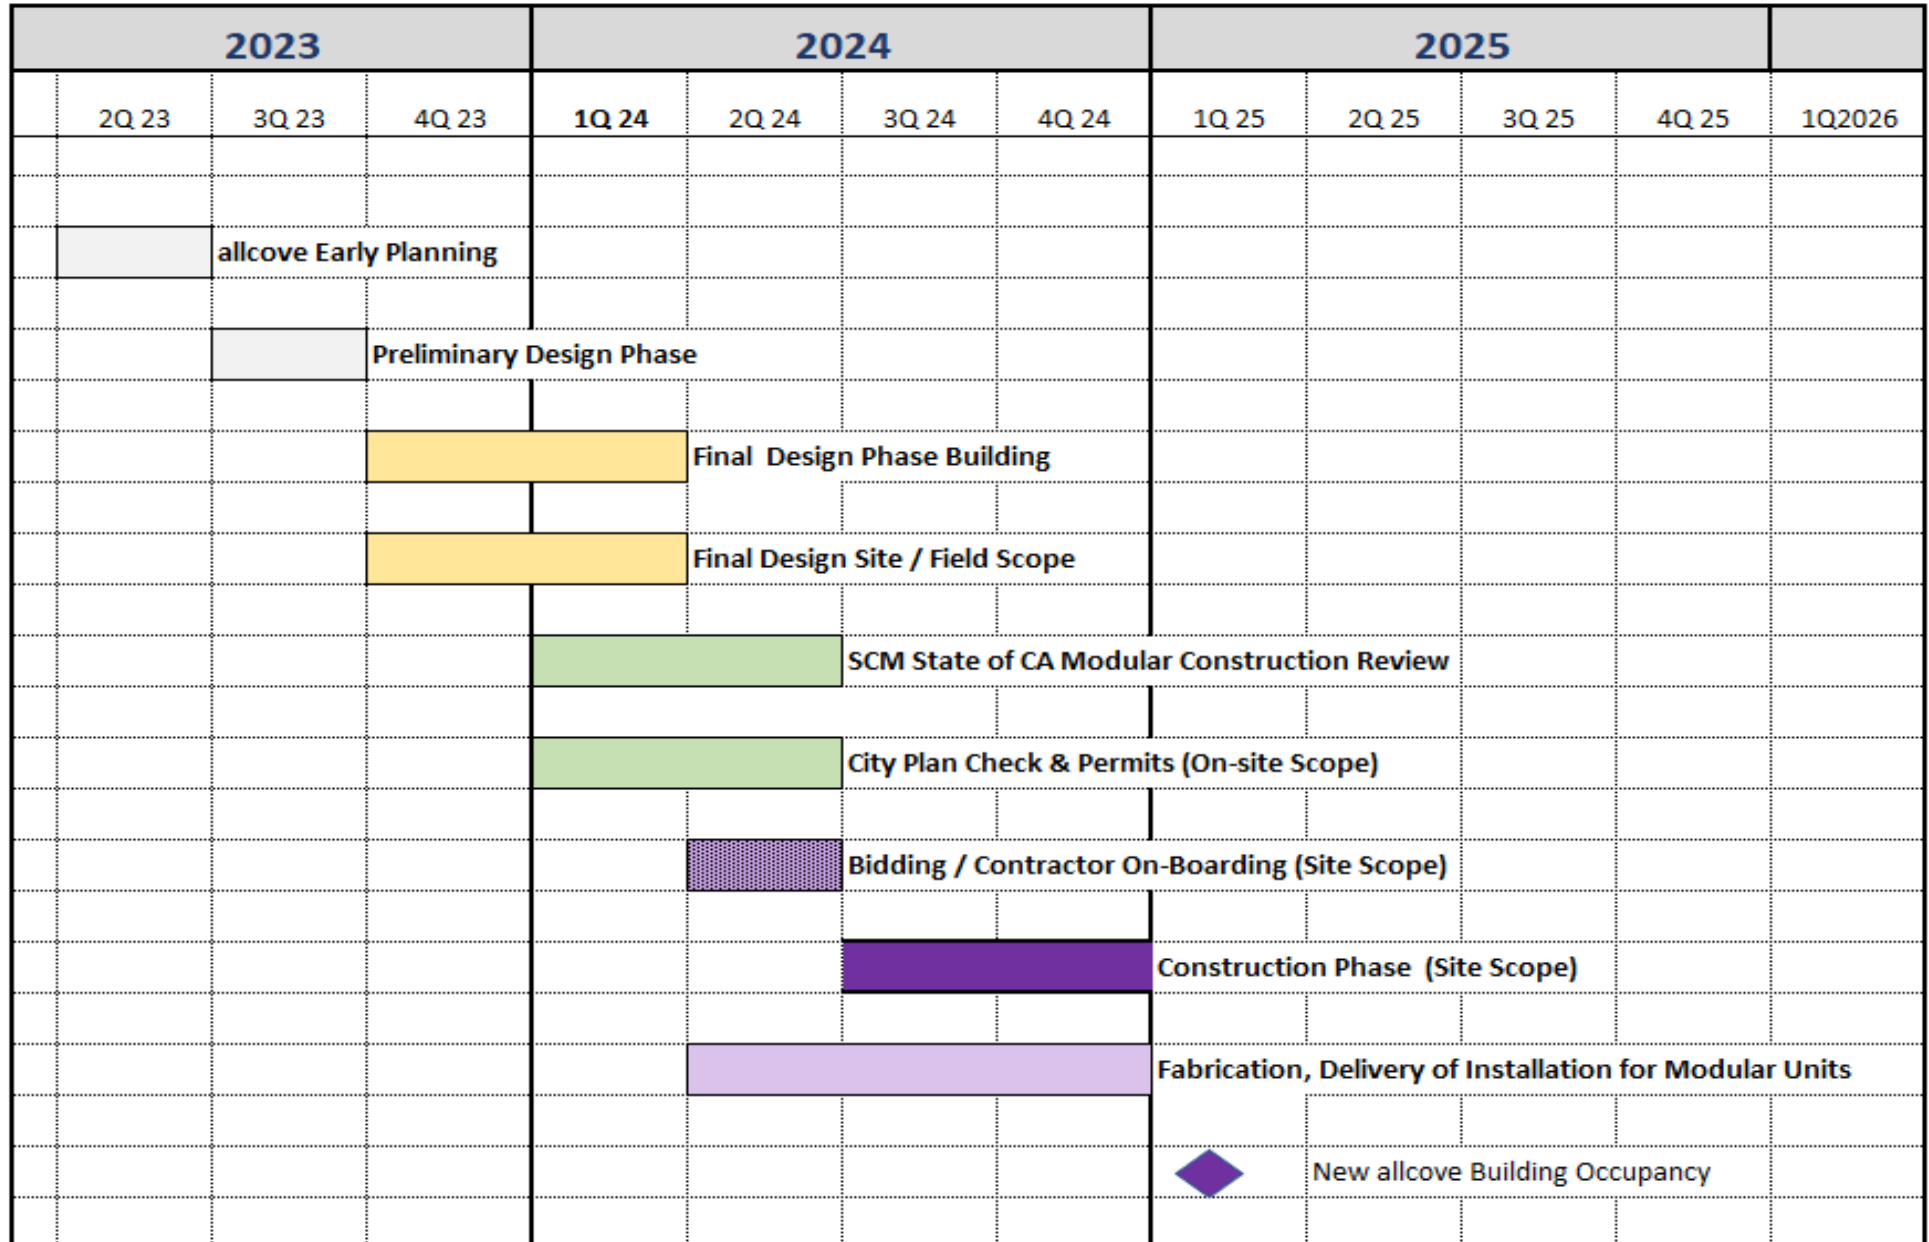 2023 2024 2025
2Q 23 3Q 23 4Q 23 1Q 24 2Q 24 3Q 24 4Q 24 1Q 25 2Q 25 3Q 25 4Q 25 1Q2026
allcove Early Planning
Preliminary Design Phase
Final  Design Phase Building
Final Design Site / Field Scope
SCM State of CA Modular Construction Review
City Plan Check & Permits (On-site Scope)
Bidding / Contractor On-Boarding (Site Scope)
Construction Phase  (Site Scope)
Fabrication, Delivery of Installation for Modular Units
New allcove Building Occupancy